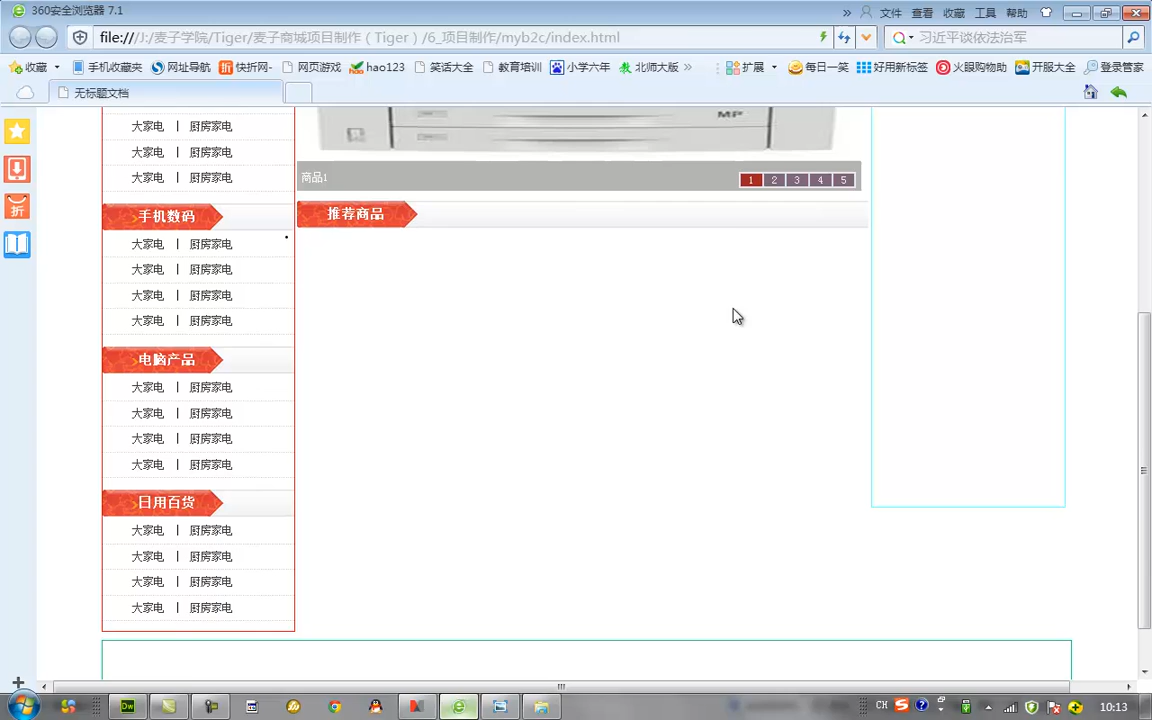 360安全浏览器 7.1
» 文件 查看 收藏 工具 帮助
file:///J:/麦子学院/Tiger/麦子商城项目制作（Tiger）/6_项目制作/myb2c/index.html
习近平谈依法治军
收藏 手机收藏夹 网址导航 快折网- 网页游戏 hao123 笑话大全 教育培训 小学六年 北师大版 » 扩展 每日一笑 好用新标签 火眼购物助 开服大全 登录管家
无标题文档
MP
大家电 | 厨房家电
大家电 | 厨房家电
大家电 | 厨房家电
商品1
1 2 3 4 5
手机数码
推荐商品
大家电 | 厨房家电
大家电 | 厨房家电
大家电 | 厨房家电
大家电 | 厨房家电
电脑产品
大家电 | 厨房家电
大家电 | 厨房家电
大家电 | 厨房家电
大家电 | 厨房家电
日用百货
大家电 | 厨房家电
大家电 | 厨房家电
大家电 | 厨房家电
大家电 | 厨房家电
折
Dw
CH
10:13